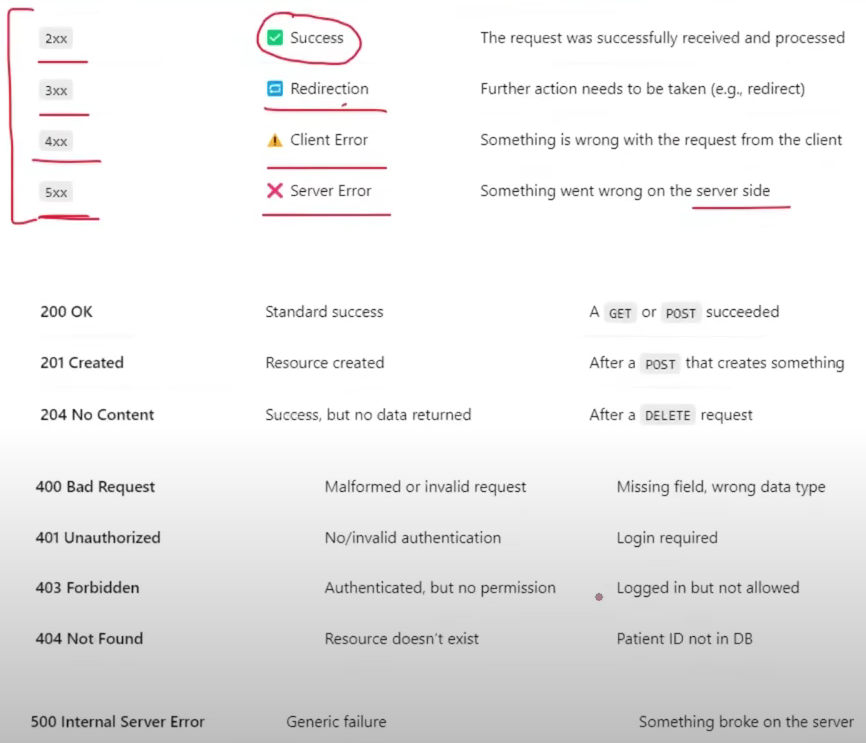 2xx ✅ Success The request was successfully received and processed
3xx 🔁 Redirection Further action needs to be taken (e.g., redirect)
4xx ⚠️ Client Error Something is wrong with the request from the client
5xx ❌ Server Error Something went wrong on the server side
200 OK Standard success A GET or POST succeeded
201 Created Resource created After a POST that creates something
204 No Content Success, but no data returned After a DELETE request
400 Bad Request Malformed or invalid request Missing field, wrong data type
401 Unauthorized No/invalid authentication Login required
403 Forbidden Authenticated, but no permission Logged in but not allowed
404 Not Found Resource doesn't exist Patient ID not in DB
500 Internal Server Error Generic failure Something broke on the server